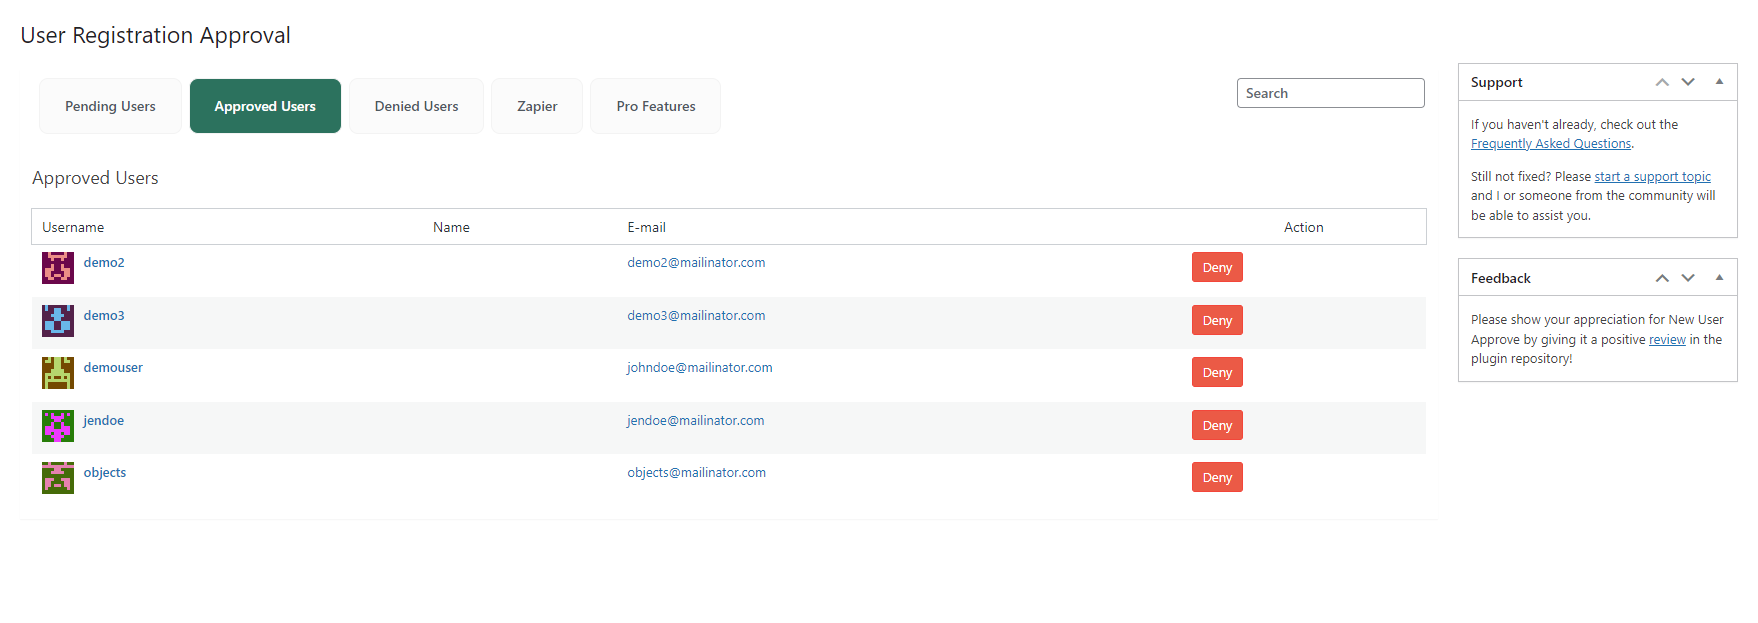 User Registration Approval
Pending Users
Approved Users
Denied Users
Zapier
Pro Features
Search
Approved Users
Username Name E-mail Action
demo2 demo2@mailinator.com Deny
demo3 demo3@mailinator.com Deny
demouser johndoe@mailinator.com Deny
jendoe jendoe@mailinator.com Deny
objects objects@mailinator.com Deny
Support
If you haven't already, check out the
Frequently Asked Questions.
Still not fixed? Please start a support topic
and I or someone from the community will
be able to assist you.
Feedback
Please show your appreciation for New User
Approve by giving it a positive review in the
plugin repository!